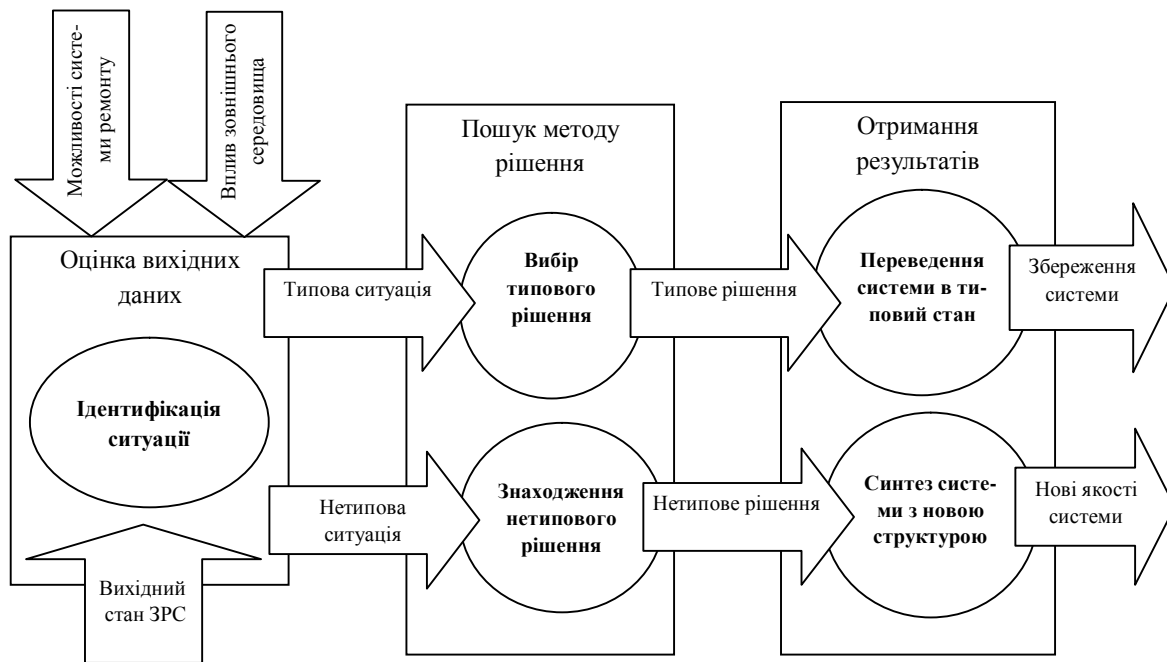 Можливості систе-
ми ремонту
Вплив зовнішнього
середовища
Оцінка вихідних
даних
Ідентифікація
ситуації
Вихідний
стан ЗРС
Типова ситуація
Нетипова
ситуація
Пошук методу
рішення
Вибір
типового
рішення
Знаходження
нетипового
рішення
Типове рішення
Нетипове рішення
Отримання
результатів
Переведення
системи в ти-
повий стан
Синтез систе-
ми з новою
структурою
Збереження
системи
Нові якості
системи